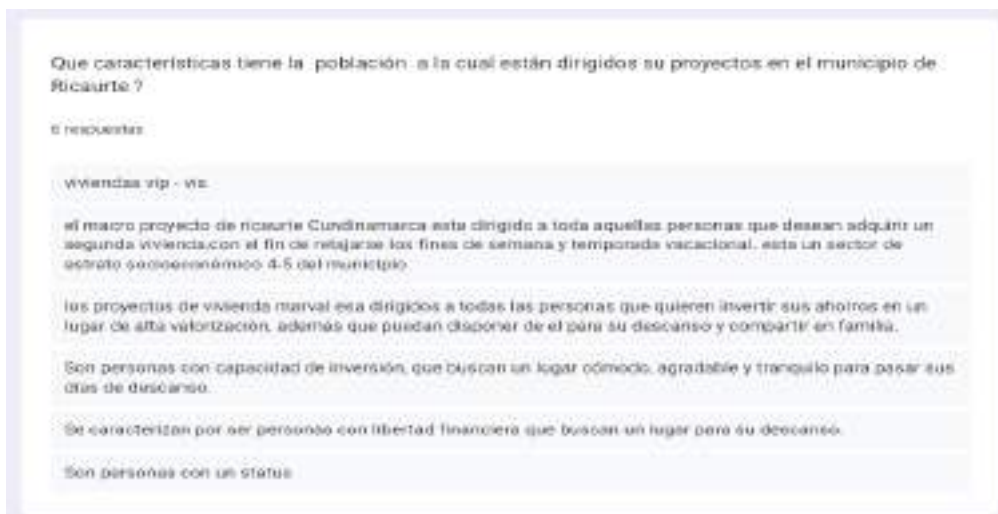 Que características tiene la población a la cual están dirigidos su proyectos en el municipio de
Ricaurte ?
6 respuestas
viviendas vip - vis
el macro proyecto de ricaurte Cundinamarca esta dirigido a toda aquellas personas que desean adquirir un
segunda vivienda,con el fin de relajarse los fines de semana y temporada vacacional. esta un sector de
estrato socioeconómico 4-5 del municipio
los proyectos de vivienda marval esa dirigidos a todas las personas que quieren invertir sus ahorros en un
lugar de alta valorización, además que puedan disponer de el para su descanso y compartir en familia.
Son personas con capacidad de inversión, que buscan un lugar cómodo, agradable y tranquilo para pasar sus
días de descanso.
Se caracterizan por ser personas con libertad financiera que buscan un lugar para su descanso.
Son personas con un status